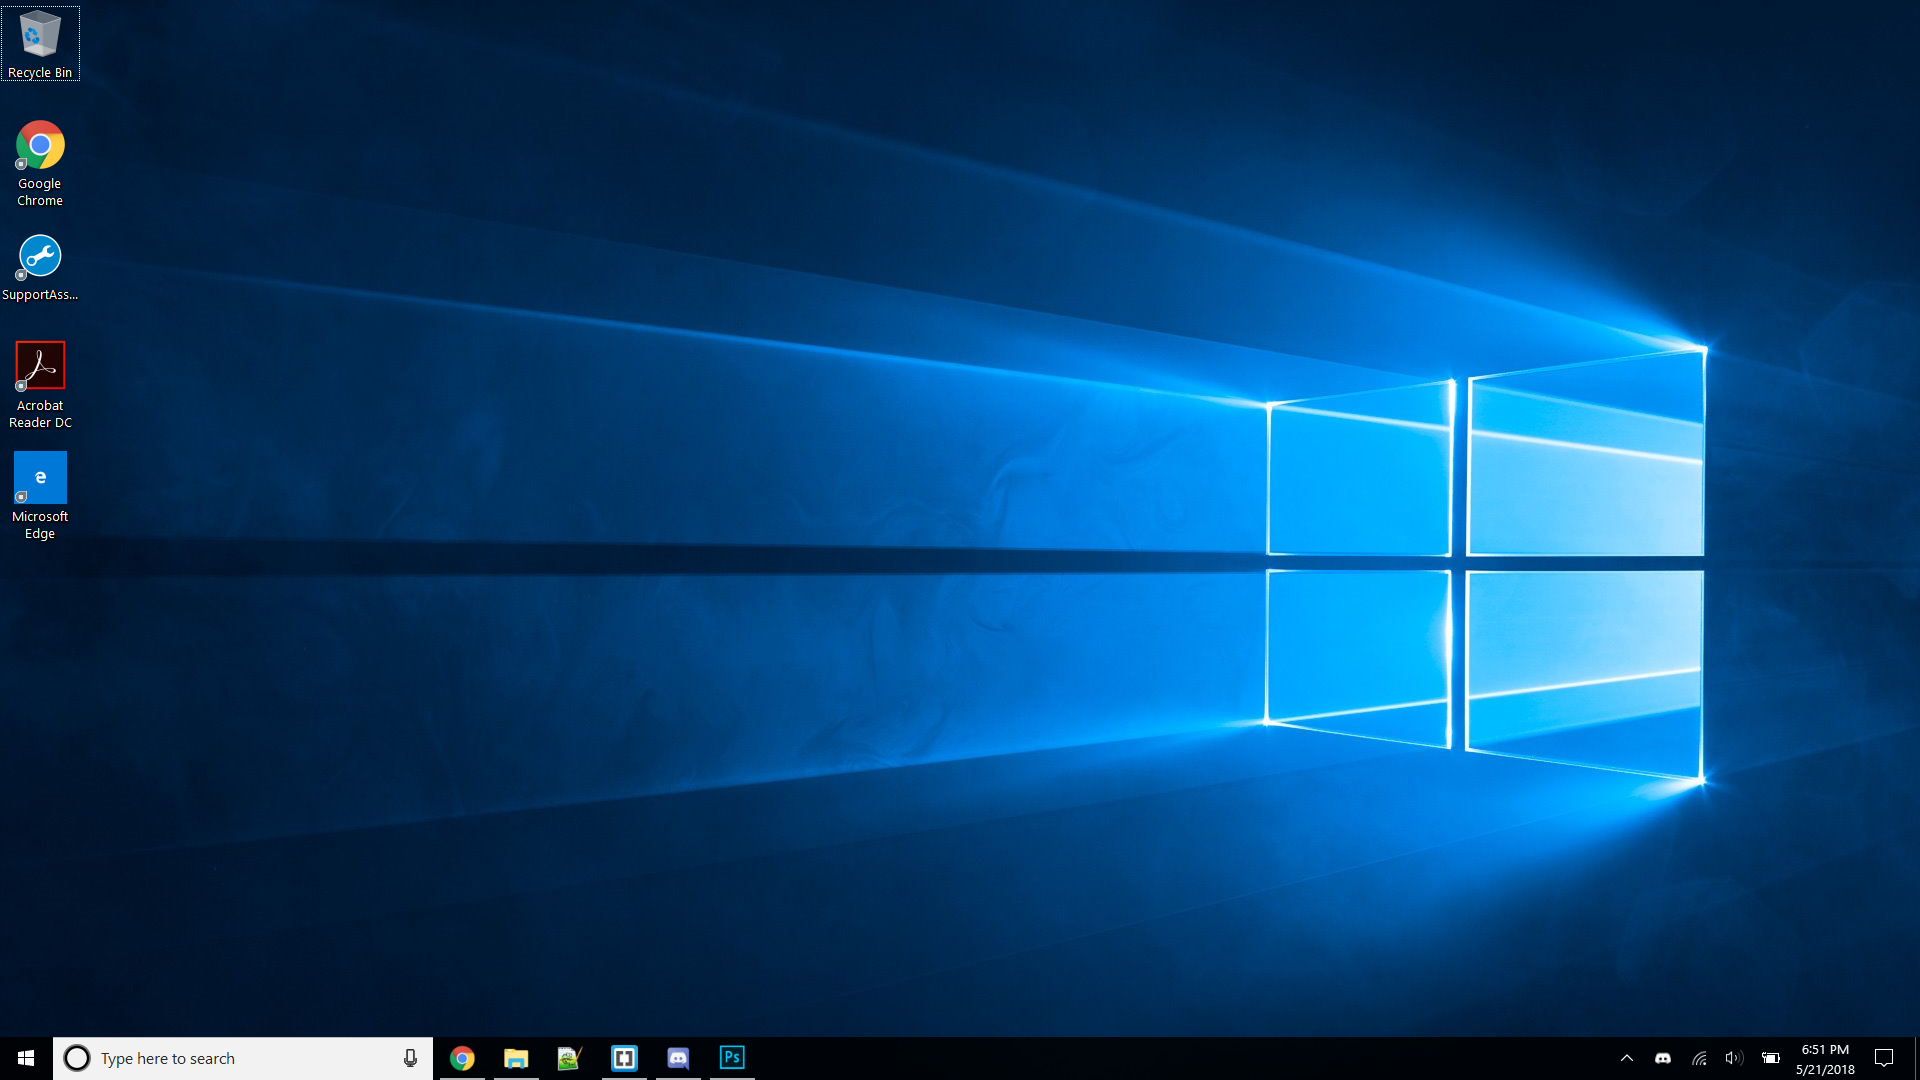 Recycle Bin
Google
Chrome
SupportAss...
Acrobat
Reader DC
e
Microsoft
Edge
Type here to search
Ps
6:51 PM
5/21/2018